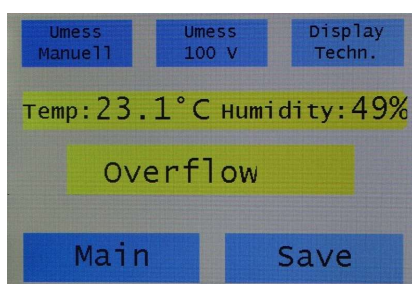 Umess
Manuell
Umess
100 V
Display
Techn.
Temp:23.1°C Humidity:49%
Overflow
Main
Save